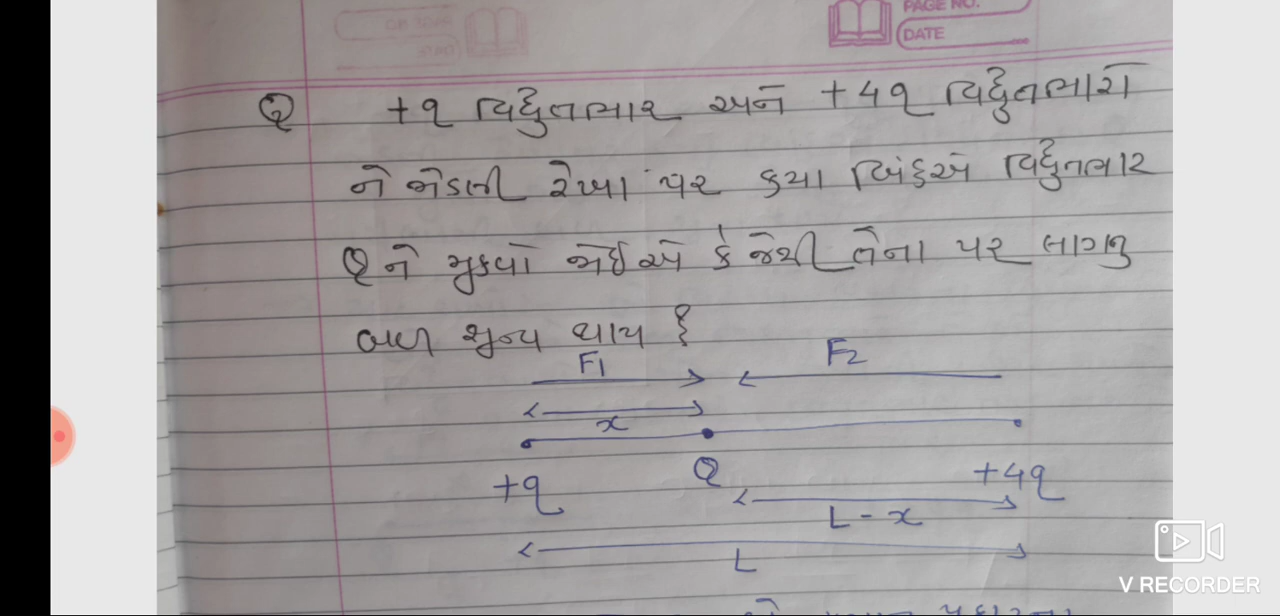 PAGE NO.
DATE
Q +q વિદ્યુતભાર અને +4q વિદ્યુતભારો
ને જોડતી રેખા પર કયા બિંદુએ વિદ્યુતભાર
Q ને મુકવો જોઈએ કે જેથી તેના પર લાગતુ
બળ શુન્ય થાય ?
F1 F2
x
+q Q +4q
L - x
L
V RECORDER